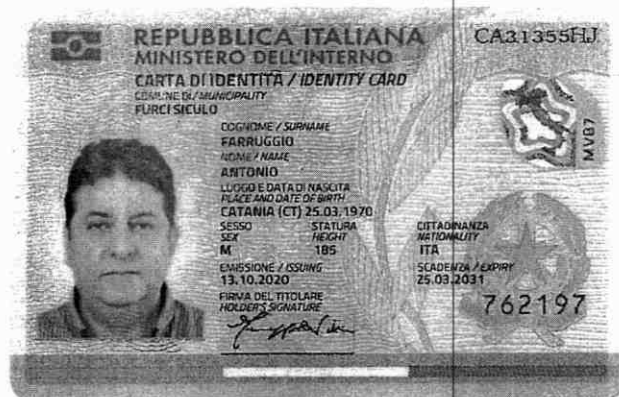 REPUBBLICA ITALIANA
CA31355HJ
MINISTERO DELL'INTERNO
CARTA DI IDENTITÀ / IDENTITY CARD
COMUNE DI / MUNICIPALITY
FURCI SICULO
COGNOME / SURNAME
FARRUGGIO
NOME / NAME
ANTONIO
LUOGO E DATA DI NASCITA
PLACE AND DATE OF BIRTH
CATANIA (CT) 25.03.1970
SESSO STATURA CITTADINANZA
SEX HEIGHT NATIONALITY
M 185 ITA
EMISSIONE / ISSUING SCADENZA / EXPIRY
13.10.2020 25.03.2031
FIRMA DEL TITOLARE
HOLDER'S SIGNATURE
762197
MVB7